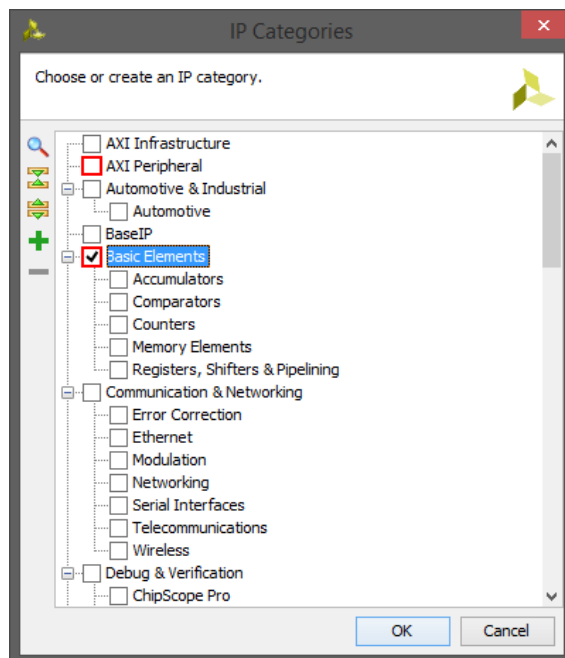 IP Categories
Choose or create an IP category.
AXI Infrastructure
AXI Peripheral
Automotive & Industrial
Automotive
BaseIP
Basic Elements
Accumulators
Comparators
Counters
Memory Elements
Registers, Shifters & Pipelining
Communication & Networking
Error Correction
Ethernet
Modulation
Networking
Serial Interfaces
Telecommunications
Wireless
Debug & Verification
ChipScope Pro
OK Cancel